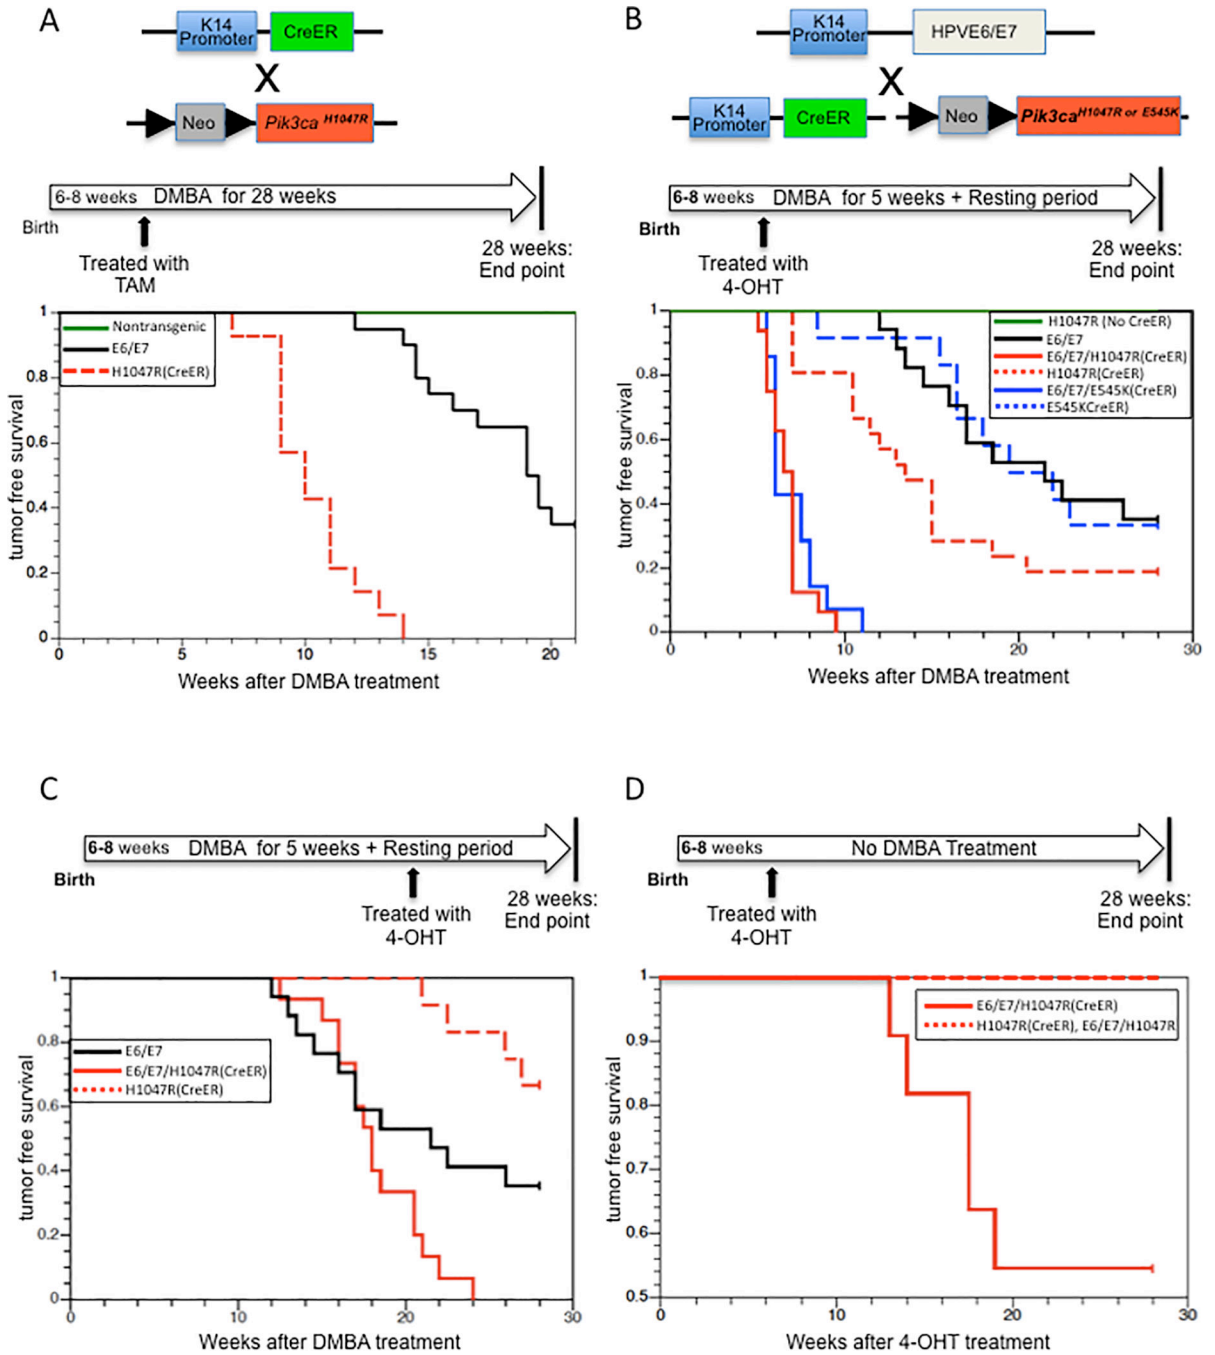 A
K14
Promoter
CreER
X
Neo
Pik3ca H1047R
6-8 weeks
DMBA for 28 weeks
Birth
Treated with
TAM
28 weeks:
End point
1
0.8
0.6
0.4
0.2
0
tumor free survival
Nontransgenic
E6/E7
H1047R(CreER)
0
5
10
15
20
Weeks after DMBA treatment
B
K14
Promoter
HPVE6/E7
X
K14
Promoter
CreER
Neo
Pik3ca H1047R or E545K
6-8 weeks
DMBA for 5 weeks + Resting period
Birth
Treated with
4-OHT
28 weeks:
End point
1
0.8
0.6
0.4
0.2
0
tumor free survival
H1047R (No CreER)
E6/E7
E6/E7/H1047R(CreER)
H1047R(CreER)
E6/E7/E545K(CreER)
E545KCreER)
0
10
20
30
Weeks after DMBA treatment
C
6-8 weeks
DMBA for 5 weeks + Resting period
Birth
Treated with
4-OHT
28 weeks:
End point
1
0.8
0.6
0.4
0.2
0
tumor free survival
E6/E7
E6/E7/H1047R(CreER)
H1047R(CreER)
0
10
20
30
Weeks after DMBA treatment
D
6-8 weeks
No DMBA Treatment
Birth
Treated with
4-OHT
28 weeks:
End point
1
0.9
0.8
0.7
0.6
0.5
tumor free survival
E6/E7/H1047R(CreER)
H1047R(CreER), E6/E7/H1047R
0
10
20
30
Weeks after 4-OHT treatment